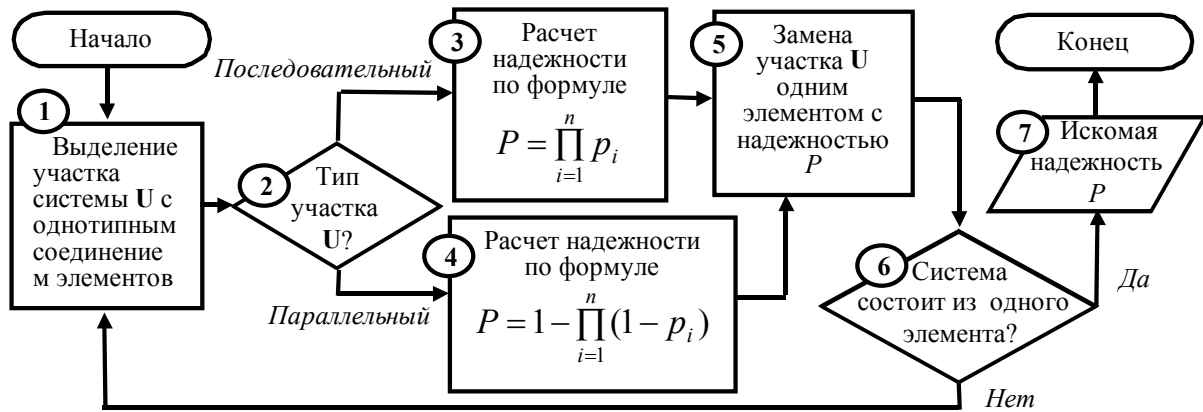 Начало
1
Выделение
участка
системы U с
однотипным
соединение
м элементов
2
Тип
участка
U?
Последовательный
Параллельный
3
Расчет
надежности
по формуле
P = ∏ p_i
n
i=1
4
Расчет надежности
по формуле
P = 1 − ∏ (1 − p_i)
n
i=1
5
Замена
участка U
одним
элементом с
надежностью
P
6
Система
состоит из одного
элемента?
Да
Нет
7
Искомая
надежность
P
Конец